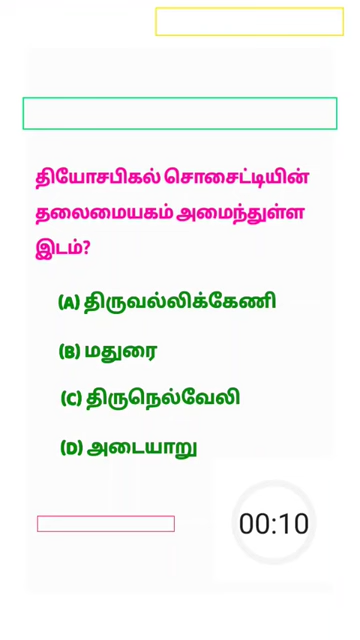 தியோசபிகல் சொசைட்டியின்
தலைமையகம் அமைந்துள்ள
இடம்?
(A) திருவல்லிக்கேணி
(B) மதுரை
(C) திருநெல்வேலி
(D) அடையாறு
00:10